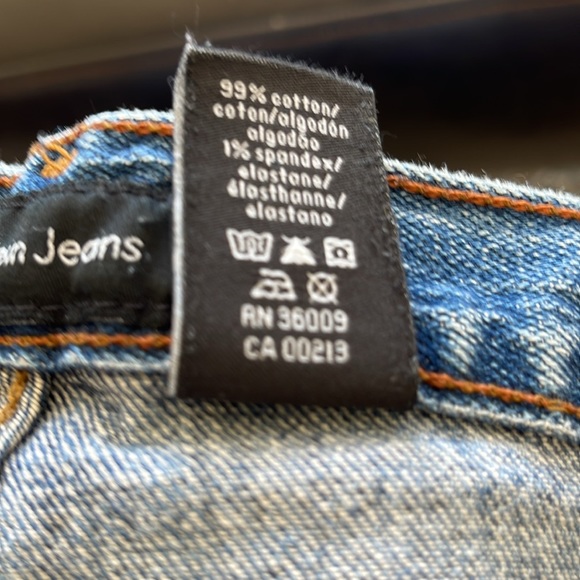 an Jeans
99% cotton/
coton/algodón
algodão
1% spandex/
elastane/
élasthanne/
elastano
RN 36009
CA 00213